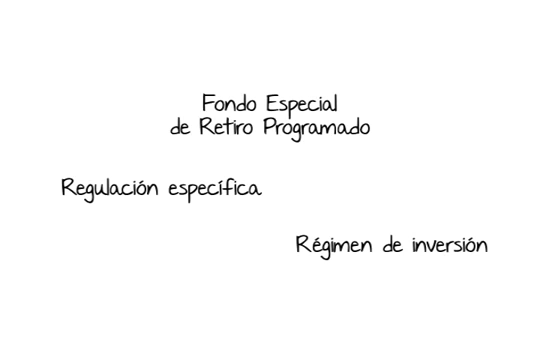 Fondo Especial
de Retiro Programado
Regulación específica
Régimen de inversión